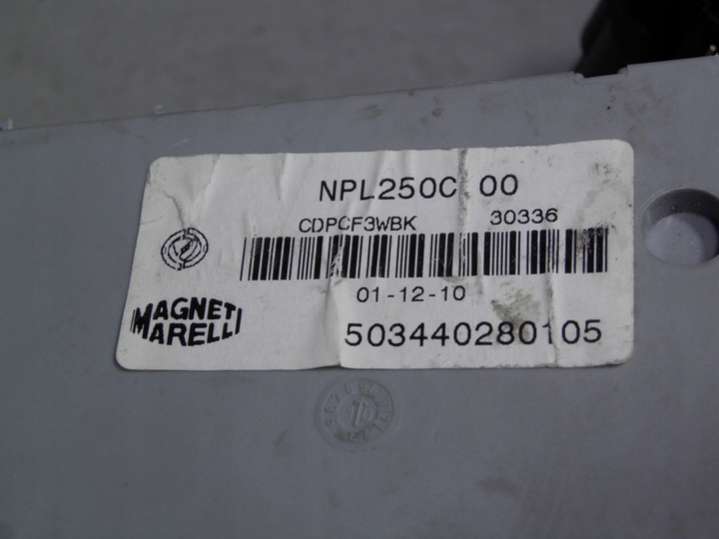 NPL250C 00
CDPCF3WBK 30336
01-12-10
MAGNETI
MARELLI
503440280105